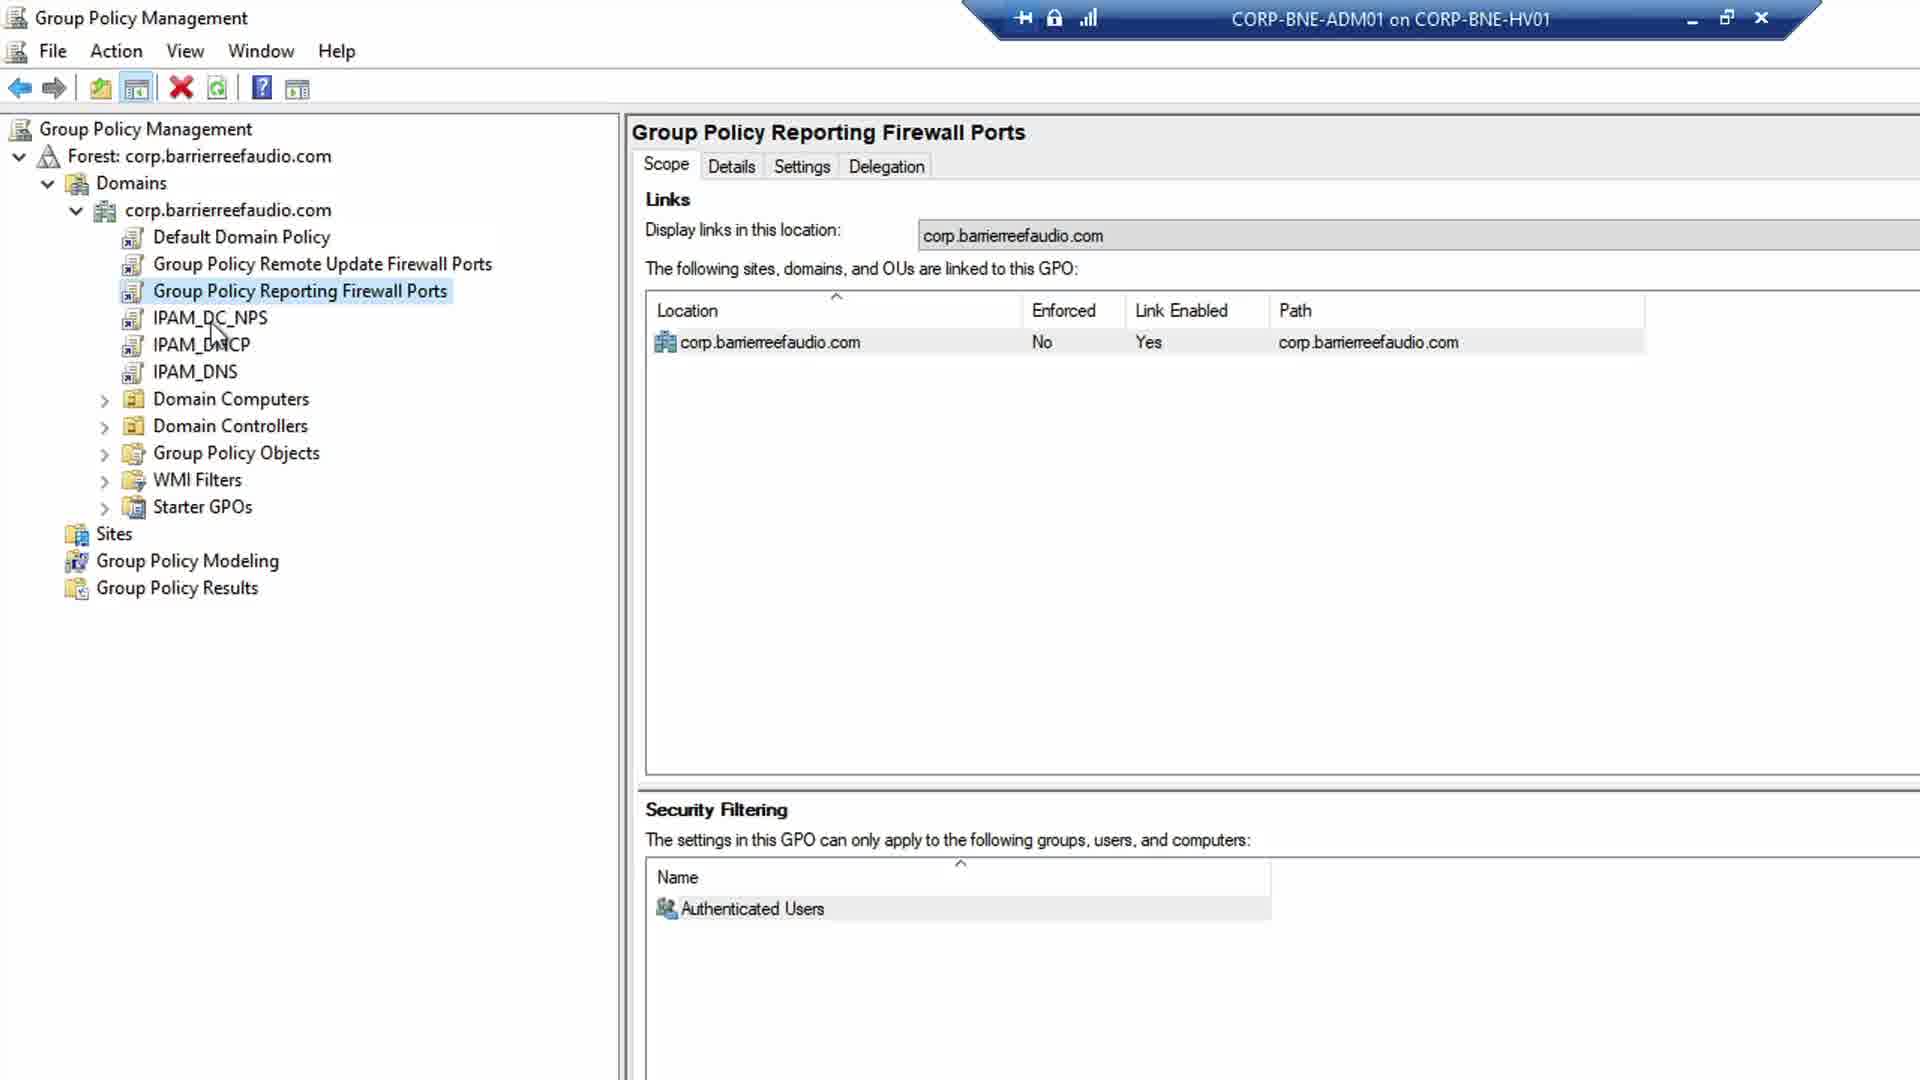 Group Policy Management
CORP-BNE-ADM01 on CORP-BNE-HV01
File Action View Window Help
Group Policy Management
Forest: corp.barrierreefaudio.com
Domains
corp.barrierreefaudio.com
Default Domain Policy
Group Policy Remote Update Firewall Ports
Group Policy Reporting Firewall Ports
IPAM_DC_NPS
IPAM_DHCP
IPAM_DNS
Domain Computers
Domain Controllers
Group Policy Objects
WMI Filters
Starter GPOs
Sites
Group Policy Modeling
Group Policy Results
Group Policy Reporting Firewall Ports
Scope Details Settings Delegation
Links
Display links in this location: corp.barrierreefaudio.com
The following sites, domains, and OUs are linked to this GPO:
Location Enforced Link Enabled Path
corp.barrierreefaudio.com No Yes corp.barrierreefaudio.com
Security Filtering
The settings in this GPO can only apply to the following groups, users, and computers:
Name
Authenticated Users